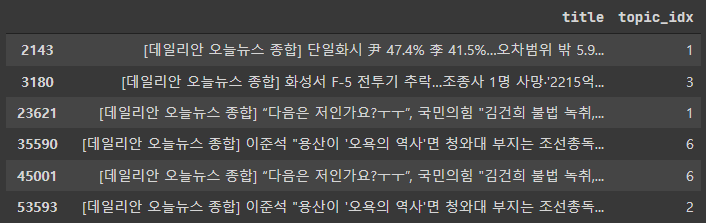 title topic_idx
2143 [데일리안 오늘뉴스 종합] 단일화시 尹 47.4% 李 41.5%...오차범위 밖 5.9... 1
3180 [데일리안 오늘뉴스 종합] 화성서 F-5 전투기 추락...조종사 1명 사망·'2215억... 3
23621 [데일리안 오늘뉴스 종합] “다음은 저인가요?ㅜㅜ”, 국민의힘 "김건희 불법 녹취,... 1
35590 [데일리안 오늘뉴스 종합] 이준석 "용산이 '오욕의 역사'면 청와대 부지는 조선총독... 6
45001 [데일리안 오늘뉴스 종합] “다음은 저인가요?ㅜㅜ”, 국민의힘 "김건희 불법 녹취,... 6
53593 [데일리안 오늘뉴스 종합] 이준석 "용산이 '오욕의 역사'면 청와대 부지는 조선총독... 2